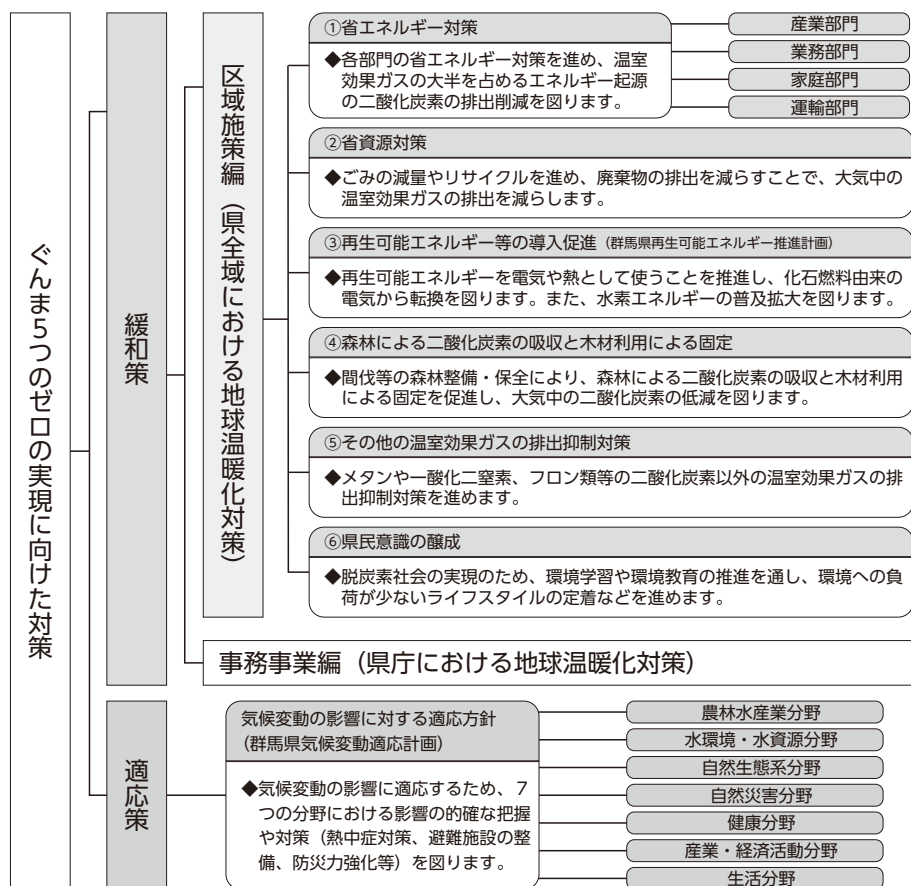 ぐんま5つのゼロの実現に向けた対策
緩和策
区域施策編（県全域における地球温暖化対策）
①省エネルギー対策
◆各部門の省エネルギー対策を進め、温室
効果ガスの大半を占めるエネルギー起源
の二酸化炭素の排出削減を図ります。
産業部門
業務部門
家庭部門
運輸部門
②省資源対策
◆ごみの減量やリサイクルを進め、廃棄物の排出を減らすことで、大気中の
温室効果ガスの排出を減らします。
③再生可能エネルギー等の導入促進（群馬県再生可能エネルギー推進計画）
◆再生可能エネルギーを電気や熱として使うことを推進し、化石燃料由来の
電気から転換を図ります。また、水素エネルギーの普及拡大を図ります。
④森林による二酸化炭素の吸収と木材利用による固定
◆間伐等の森林整備・保全により、森林による二酸化炭素の吸収と木材利用
による固定を促進し、大気中の二酸化炭素の低減を図ります。
⑤その他の温室効果ガスの排出抑制対策
◆メタンや一酸化二窒素、フロン類等の二酸化炭素以外の温室効果ガスの排
出抑制対策を進めます。
⑥県民意識の醸成
◆脱炭素社会の実現のため、環境学習や環境教育の推進を通し、環境への負
荷が少ないライフスタイルの定着などを進めます。
事務事業編（県庁における地球温暖化対策）
適応策
気候変動の影響に対する適応方針
（群馬県気候変動適応計画）
◆気候変動の影響に適応するため、7
つの分野における影響の的確な把握
や対策（熱中症対策、避難施設の整
備、防災力強化等）を図ります。
農林水産業分野
水環境・水資源分野
自然生態系分野
自然災害分野
健康分野
産業・経済活動分野
生活分野